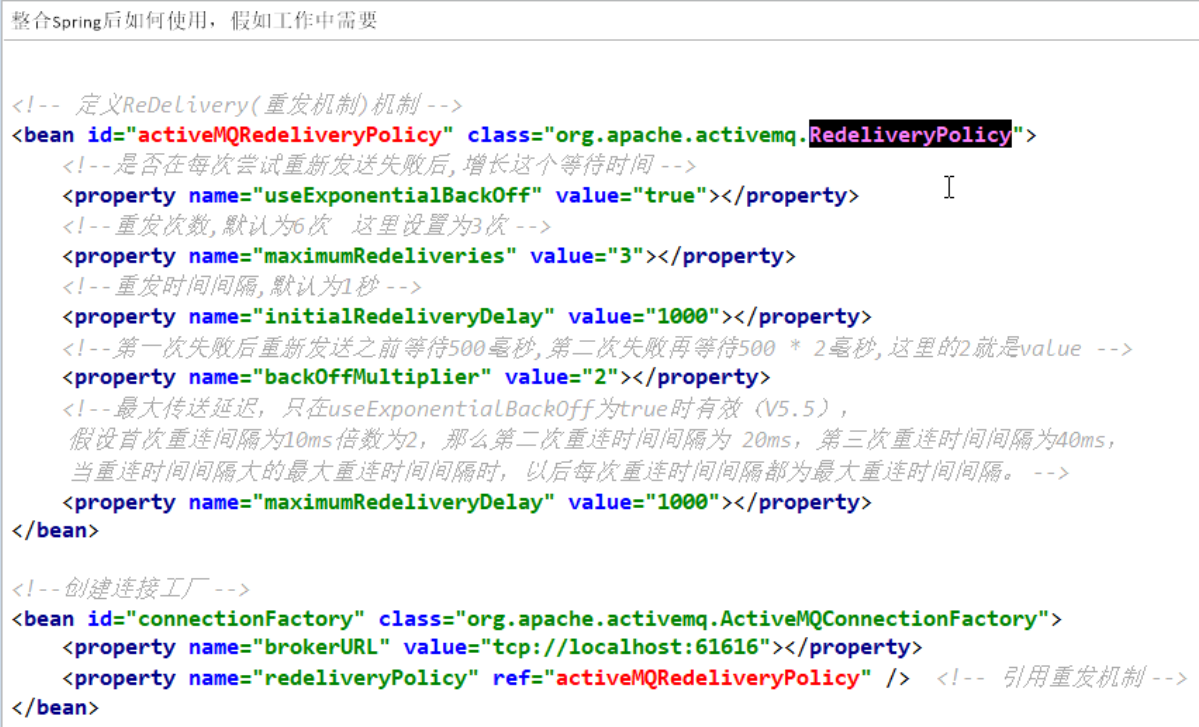 整合Spring后如何使用，假如工作中需要
<!-- 定义ReDelivery(重发机制)机制 -->
<bean id="activeMQRedeliveryPolicy" class="org.apache.activemq.RedeliveryPolicy">
<!--是否在每次尝试重新发送失败后,增长这个等待时间 -->
<property name="useExponentialBackOff" value="true"></property>
<!--重发次数,默认为6次 这里设置为3次 -->
<property name="maximumRedeliveries" value="3"></property>
<!--重发时间间隔,默认为1秒 -->
<property name="initialRedeliveryDelay" value="1000"></property>
<!--第一次失败后重新发送之前等待500毫秒,第二次失败再等待500 * 2毫秒,这里的2就是value -->
<property name="backOffMultiplier" value="2"></property>
<!--最大传送延迟，只在useExponentialBackOff为true时有效（V5.5），
假设首次重连间隔为10ms倍数为2，那么第二次重连时间间隔为 20ms，第三次重连时间间隔为40ms，
当重连时间间隔大的最大重连时间间隔时，以后每次重连时间间隔都为最大重连时间间隔。 -->
<property name="maximumRedeliveryDelay" value="1000"></property>
</bean>
<!--创建连接工厂 -->
<bean id="connectionFactory" class="org.apache.activemq.ActiveMQConnectionFactory">
<property name="brokerURL" value="tcp://localhost:61616"></property>
<property name="redeliveryPolicy" ref="activeMQRedeliveryPolicy" /> <!-- 引用重发机制 -->
</bean>